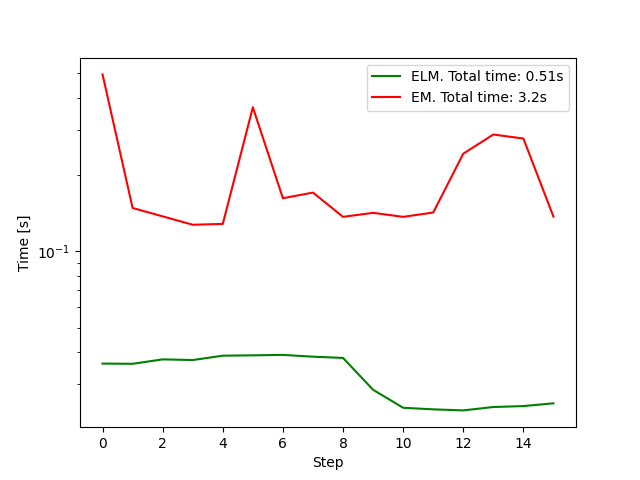 ELM. Total time: 0.51s
EM. Total time: 3.2s
Time [s]
10⁻¹
0 2 4 6 8 10 12 14
Step